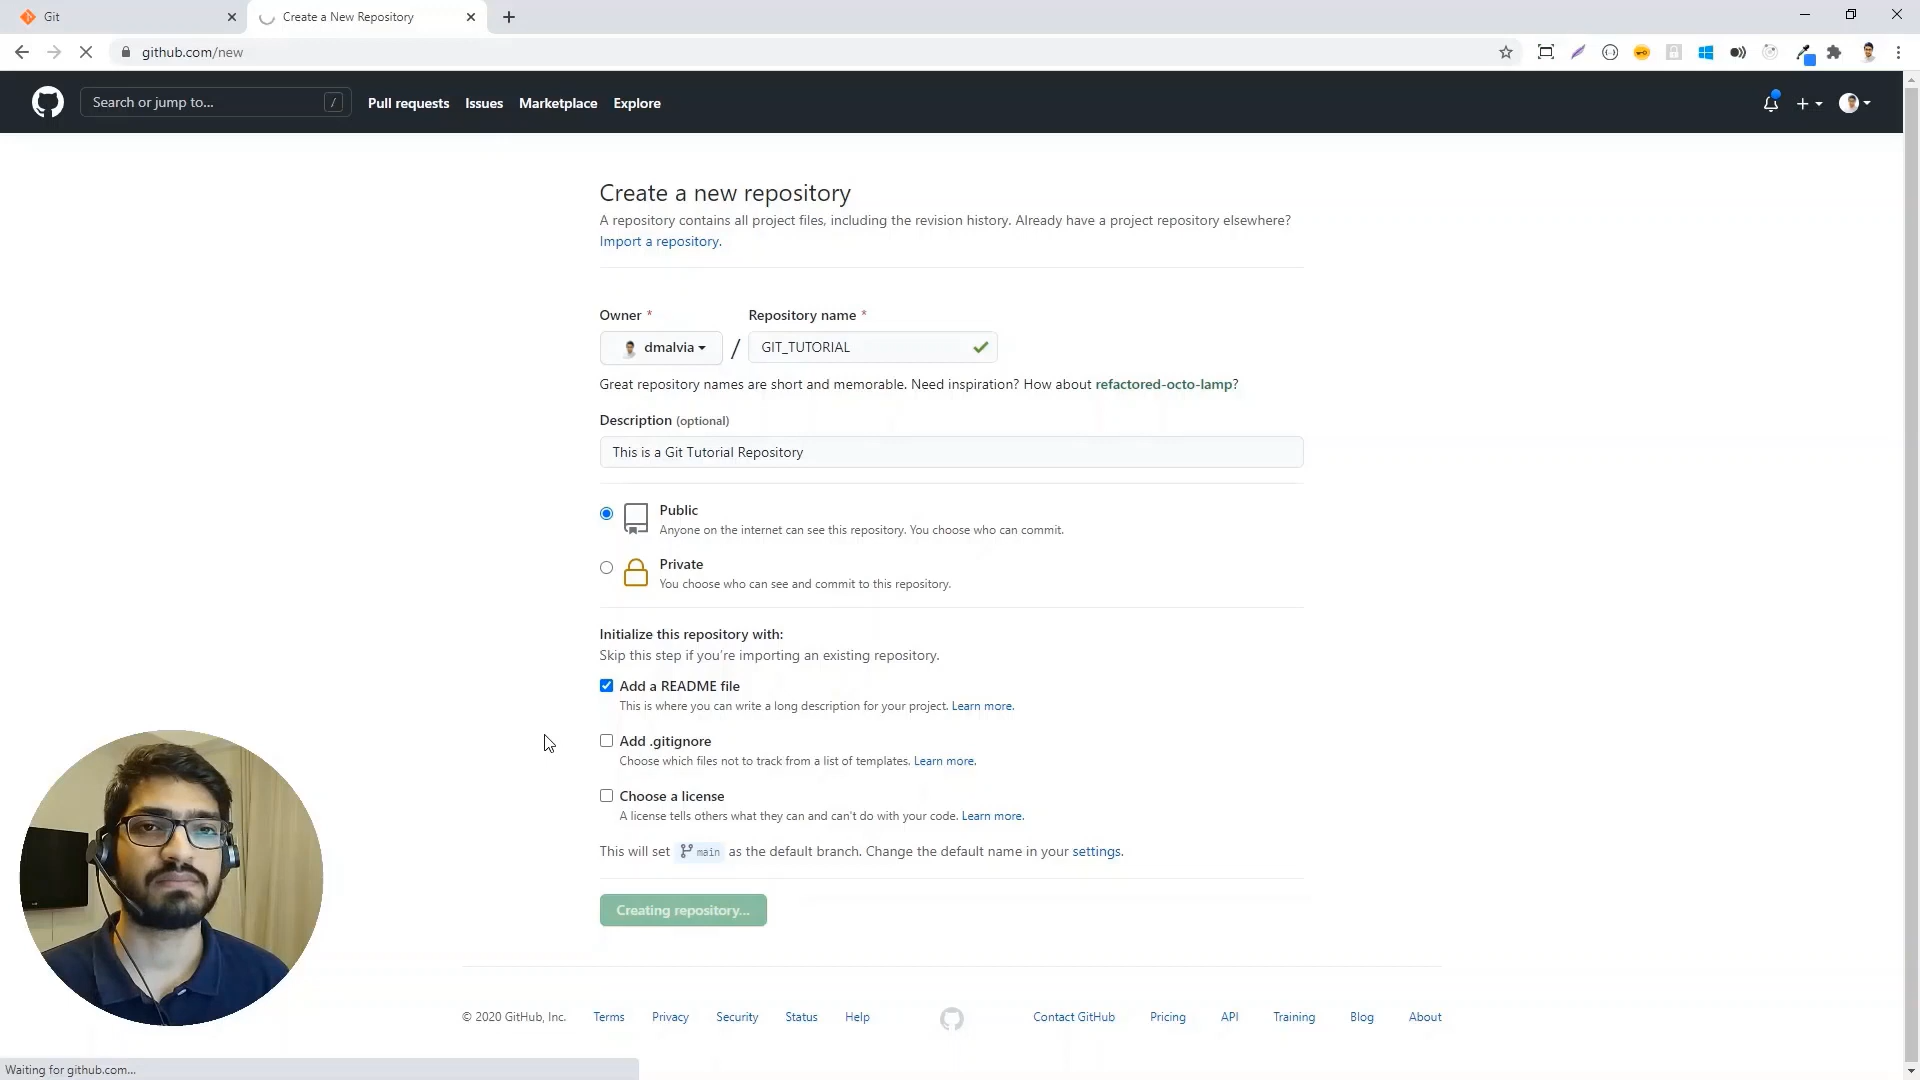 Git
Create a New Repository
github.com/new
Search or jump to...
/
Pull requests
Issues
Marketplace
Explore
Create a new repository
A repository contains all project files, including the revision history. Already have a project repository elsewhere?
Import a repository.
Owner *
Repository name *
dmalvia
/
GIT_TUTORIAL
Great repository names are short and memorable. Need inspiration? How about refactored-octo-lamp?
Description (optional)
This is a Git Tutorial Repository
Public
Anyone on the internet can see this repository. You choose who can commit.
Private
You choose who can see and commit to this repository.
Initialize this repository with:
Skip this step if you're importing an existing repository.
Add a README file
This is where you can write a long description for your project. Learn more.
Add .gitignore
Choose which files not to track from a list of templates. Learn more.
Choose a license
A license tells others what they can and can't do with your code. Learn more.
This will set main as the default branch. Change the default name in your settings.
Creating repository...
© 2020 GitHub, Inc.
Terms
Privacy
Security
Status
Help
Contact GitHub
Pricing
API
Training
Blog
About
Waiting for github.com...